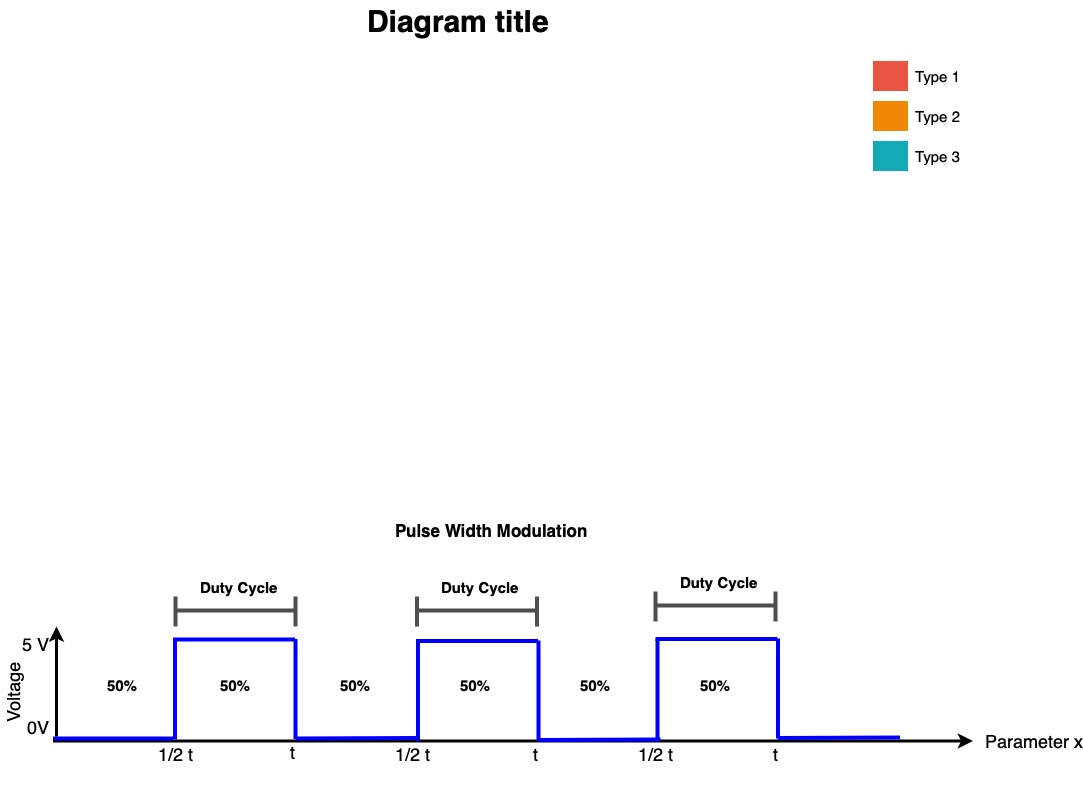 Diagram title
Type 1
Type 2
Type 3
Pulse Width Modulation
Duty Cycle
Duty Cycle
Duty Cycle
5 V
Voltage
0V
50%
50%
50%
50%
50%
50%
1/2 t
t
1/2 t
t
1/2 t
t
Parameter x